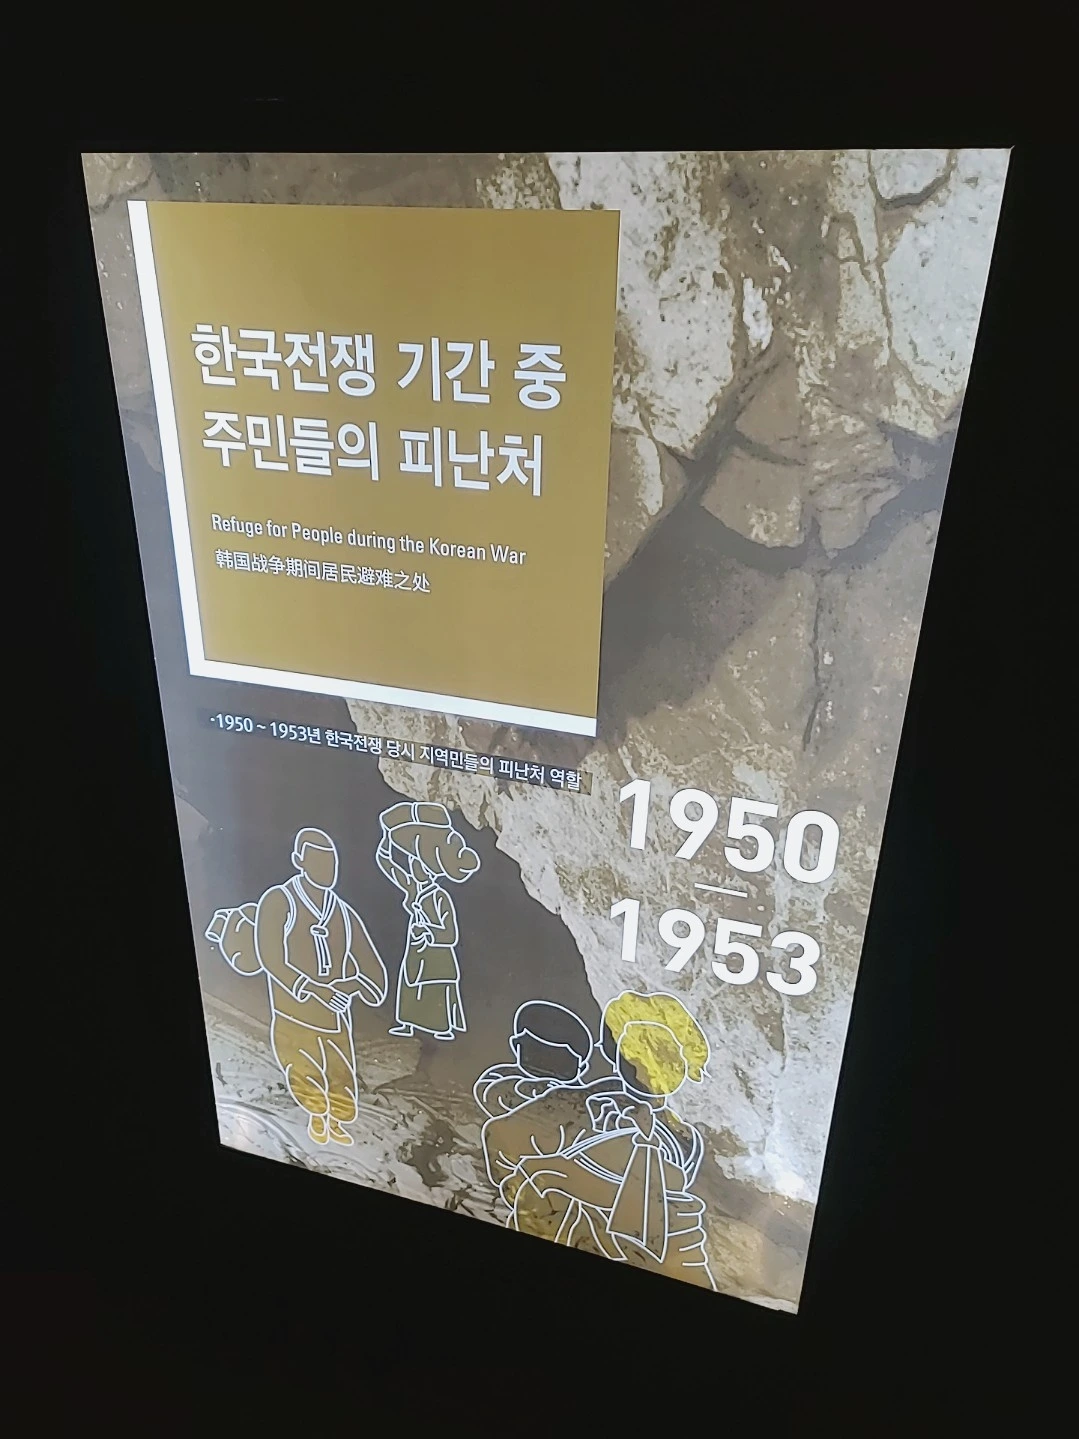 한국전쟁 기간 중
주민들의 피난처
Refuge for People during the Korean War
韩国战争期间居民避难之处
·1950 ~ 1953년 한국전쟁 당시 지역민들의 피난처 역할
1950
1953